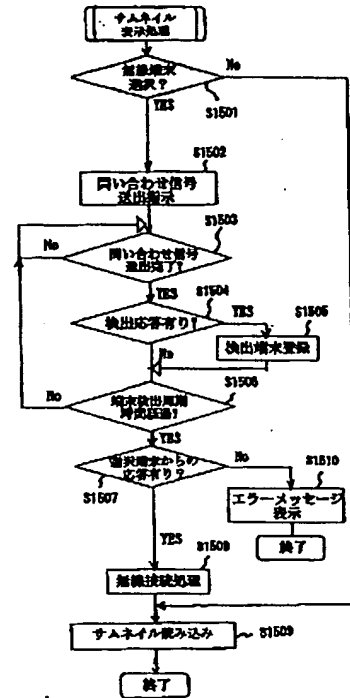 サムネイル
表示処理
無線端末
選択?
No
YES
S1501
S1502
問い合わせ信号
送出指示
S1503
No
問い合わせ信号
送出完了?
YES
S1504
検出応答有り?
YES
S1505
検出端末登録
No
S1506
No
端末検出周期
時間経過?
YES
選択端末からの
応答有り?
No
S1507
S1510
エラーメッセージ
表示
終了
YES
S1508
無線接続処理
サムネイル読み込み
S1509
終了